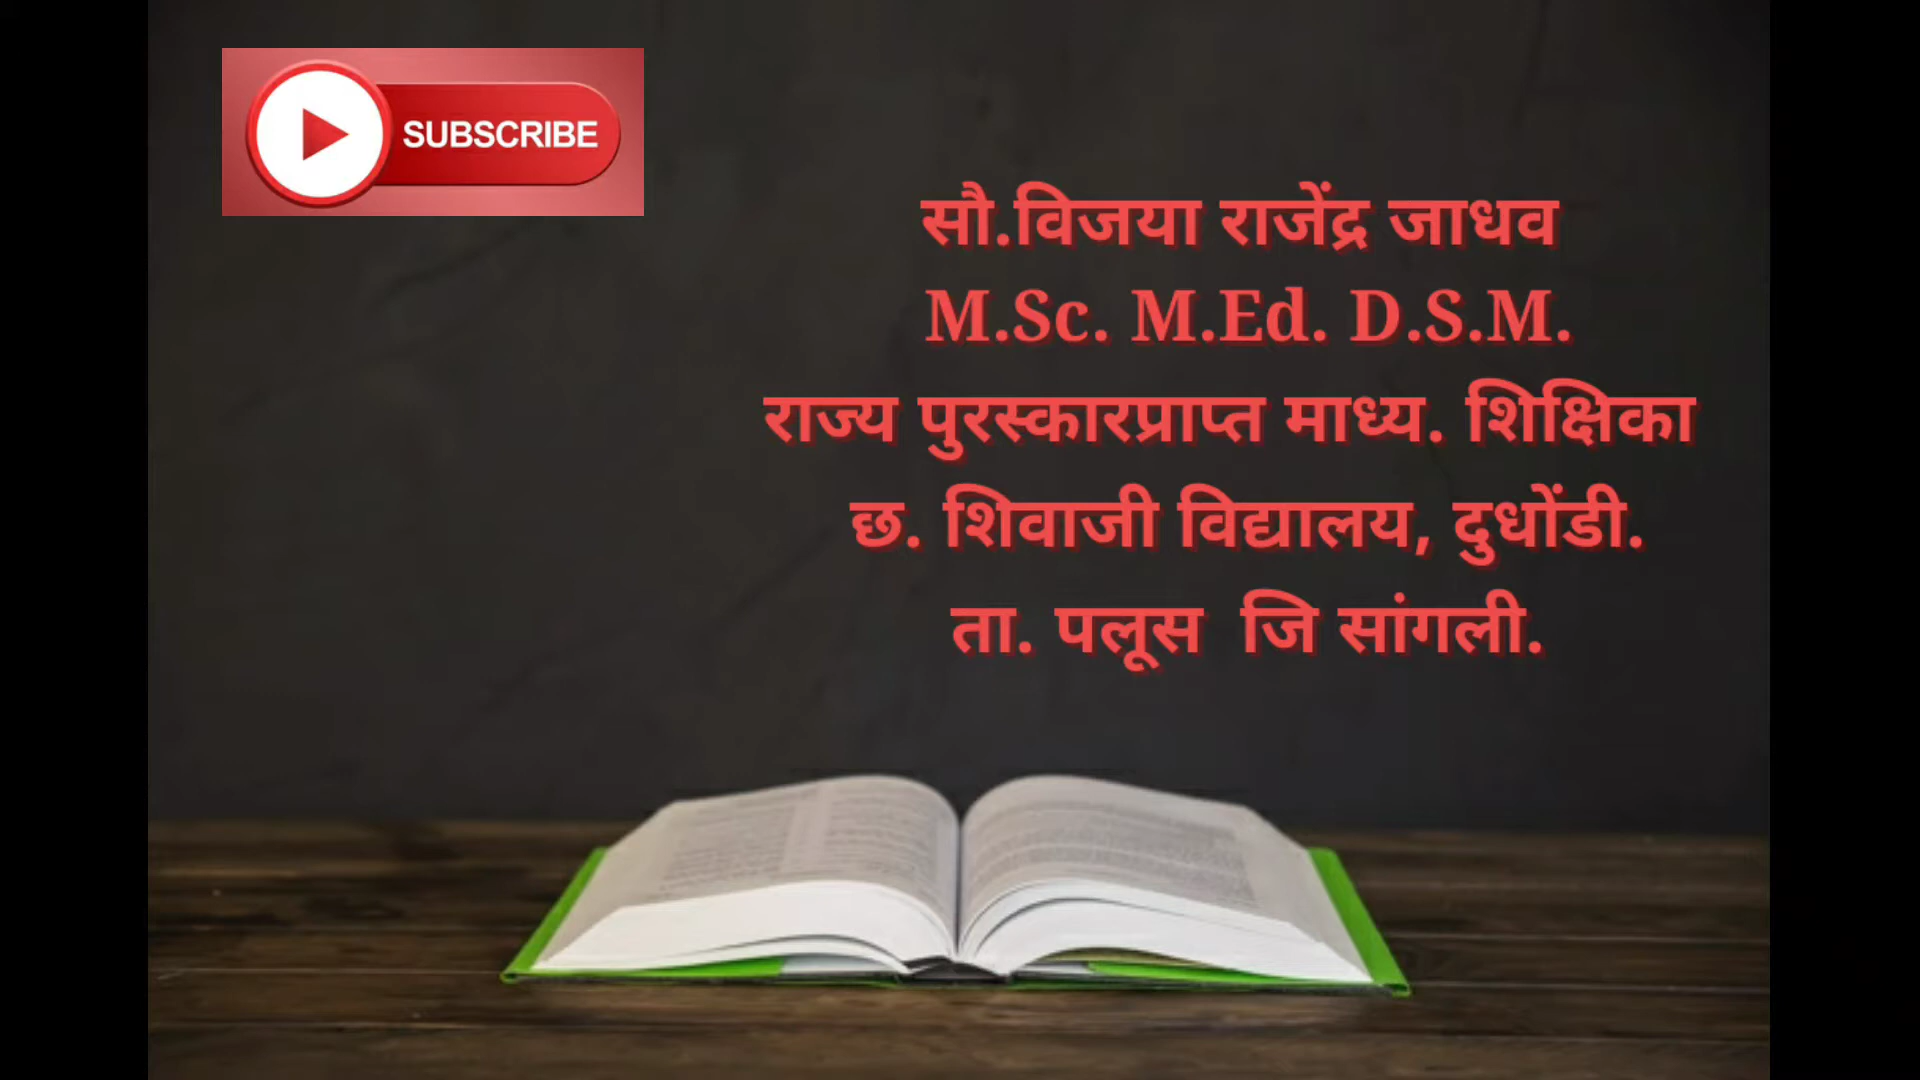 SUBSCRIBE
सौ.विजया राजेंद्र जाधव
M.Sc. M.Ed. D.S.M.
राज्य पुरस्कारप्राप्त माध्य. शिक्षिका
छ. शिवाजी विद्यालय, दुधोंडी.
ता. पलूस  जि सांगली.